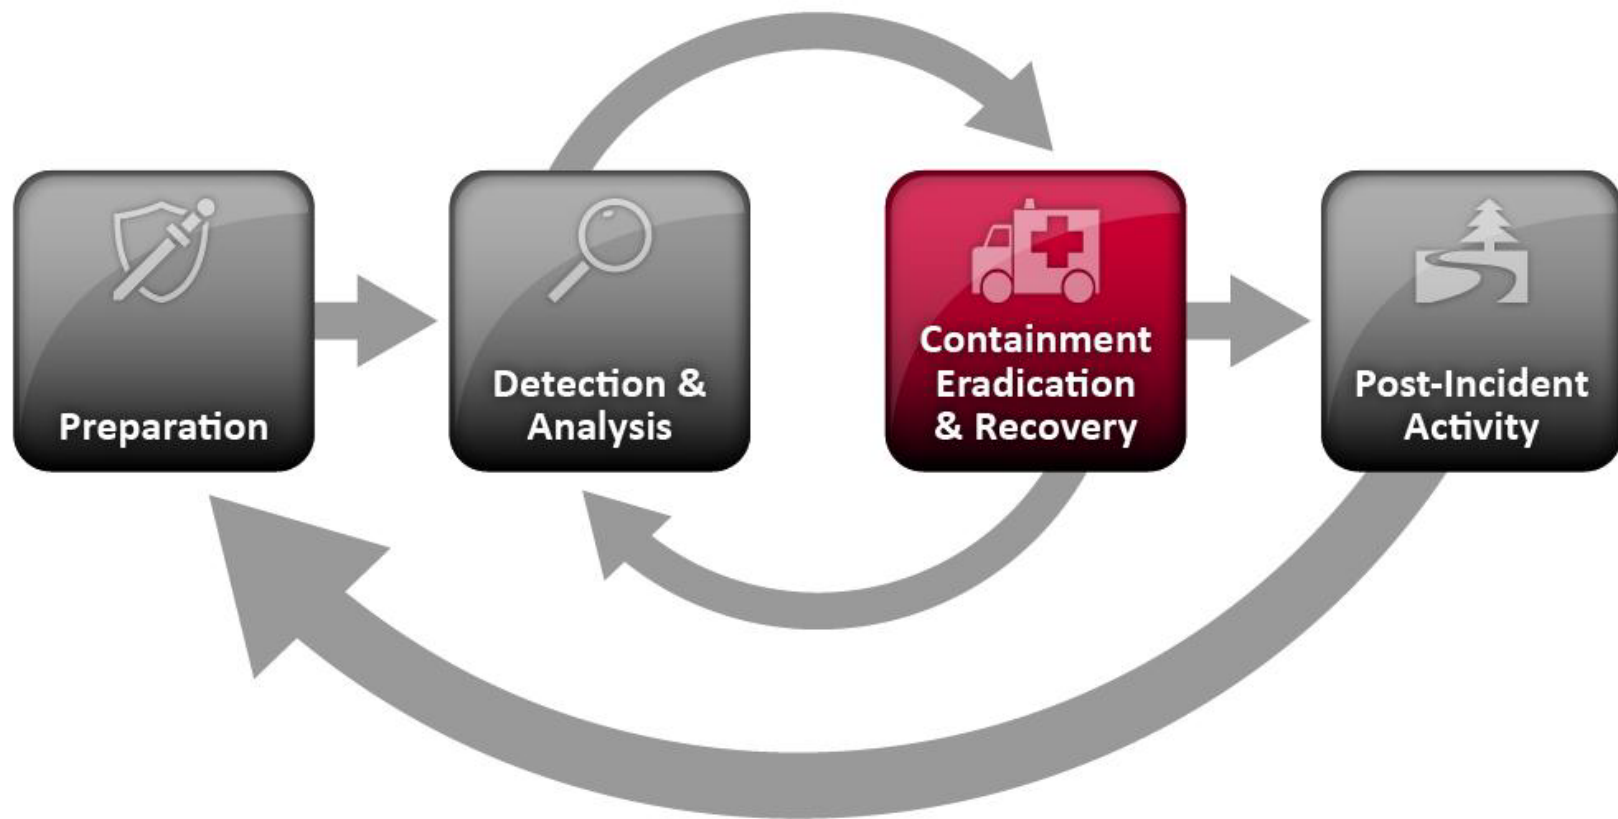 Preparation
Detection &
Analysis
Containment
Eradication
& Recovery
Post-Incident
Activity